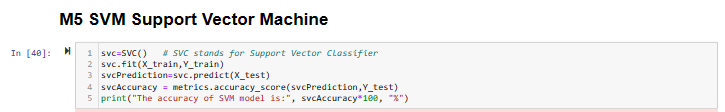 M5 SVM Support Vector Machine
In [40]:
1 svc=SVC() # SVC stands for Support Vector Classifier
2 svc.fit(X_train,Y_train)
3 svcPrediction=svc.predict(X_test)
4 svcAccuracy = metrics.accuracy_score(svcPrediction,Y_test)
5 print("The accuracy of SVM model is:", svcAccuracy*100, "%")